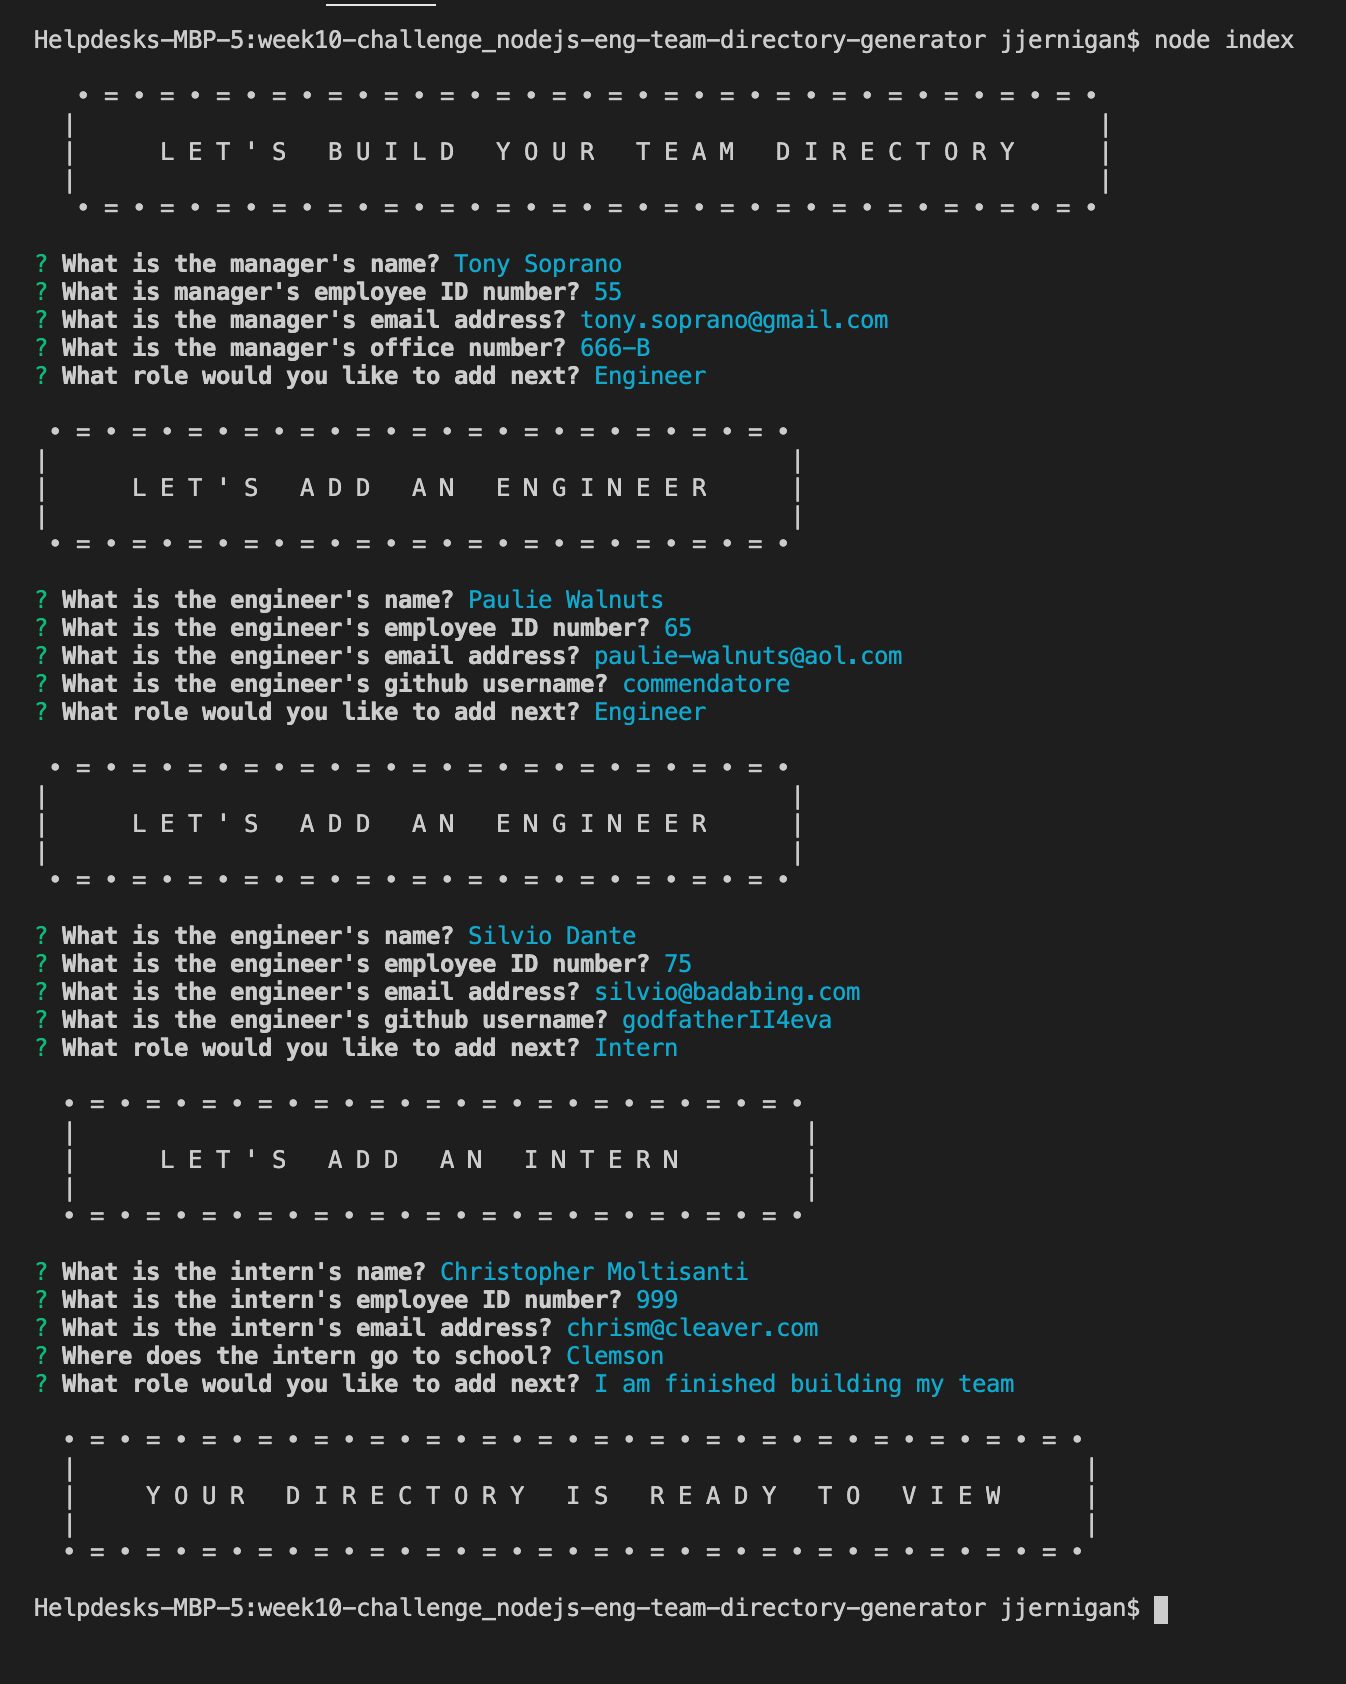 Helpdesks-MBP-5:week10-challenge_nodejs-eng-team-directory-generator jjernigan$ node index
• = • = • = • = • = • = • = • = • = • = • = • = • = • = • = • = • = • = •
| |
| L E T ' S   B U I L D   Y O U R   T E A M   D I R E C T O R Y |
| |
• = • = • = • = • = • = • = • = • = • = • = • = • = • = • = • = • = • = •
? What is the manager's name? Tony Soprano
? What is manager's employee ID number? 55
? What is the manager's email address? tony.soprano@gmail.com
? What is the manager's office number? 666-B
? What role would you like to add next? Engineer
• = • = • = • = • = • = • = • = • = • = • = • = • = •
| |
| L E T ' S   A D D   A N   E N G I N E E R |
| |
• = • = • = • = • = • = • = • = • = • = • = • = • = •
? What is the engineer's name? Paulie Walnuts
? What is the engineer's employee ID number? 65
? What is the engineer's email address? paulie-walnuts@aol.com
? What is the engineer's github username? commendatore
? What role would you like to add next? Engineer
• = • = • = • = • = • = • = • = • = • = • = • = • = •
| |
| L E T ' S   A D D   A N   E N G I N E E R |
| |
• = • = • = • = • = • = • = • = • = • = • = • = • = •
? What is the engineer's name? Silvio Dante
? What is the engineer's employee ID number? 75
? What is the engineer's email address? silvio@badabing.com
? What is the engineer's github username? godfatherII4eva
? What role would you like to add next? Intern
• = • = • = • = • = • = • = • = • = • = • = • = • = •
| |
| L E T ' S   A D D   A N   I N T E R N |
| |
• = • = • = • = • = • = • = • = • = • = • = • = • = •
? What is the intern's name? Christopher Moltisanti
? What is the intern's employee ID number? 999
? What is the intern's email address? chrism@cleaver.com
? Where does the intern go to school? Clemson
? What role would you like to add next? I am finished building my team
• = • = • = • = • = • = • = • = • = • = • = • = • = • = • = • = • = • = •
| |
| Y O U R   D I R E C T O R Y   I S   R E A D Y   T O   V I E W |
| |
• = • = • = • = • = • = • = • = • = • = • = • = • = • = • = • = • = • = •
Helpdesks-MBP-5:week10-challenge_nodejs-eng-team-directory-generator jjernigan$